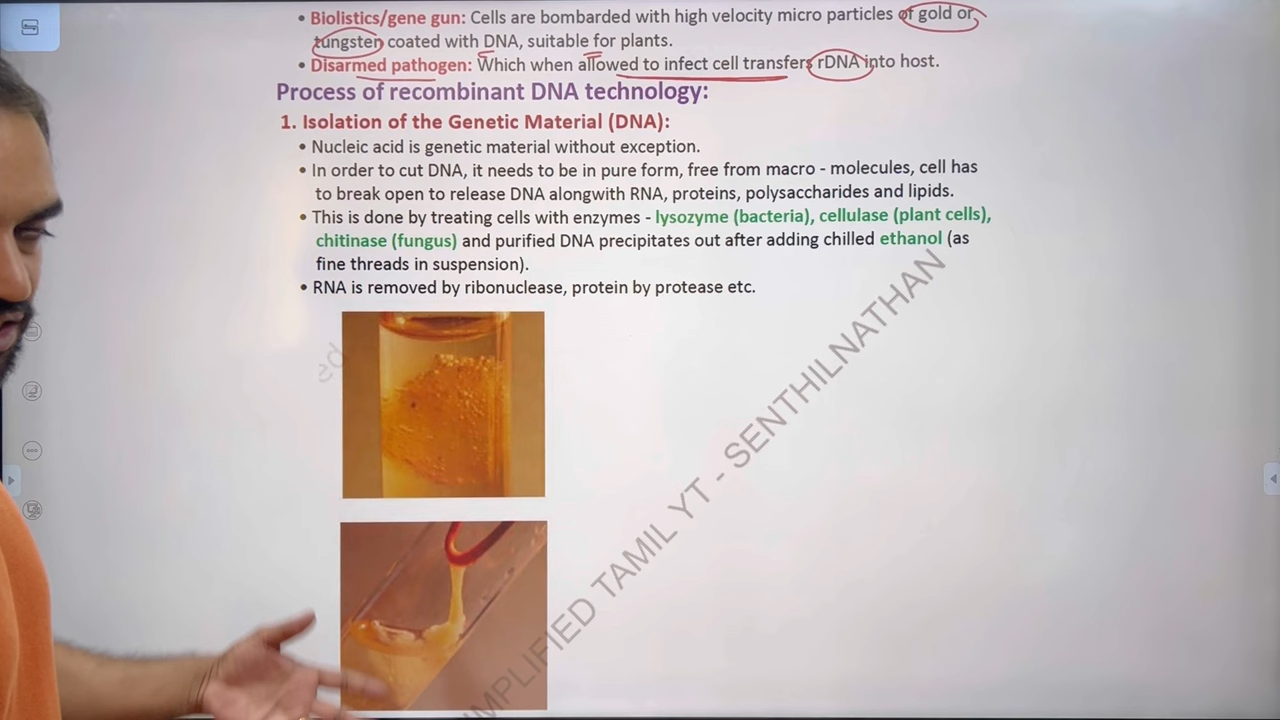 • Biolistics/gene gun: Cells are bombarded with high velocity micro particles of gold or
tungsten coated with DNA, suitable for plants.
• Disarmed pathogen: Which when allowed to infect cell transfers rDNA into host.
Process of recombinant DNA technology:
1. Isolation of the Genetic Material (DNA):
• Nucleic acid is genetic material without exception.
• In order to cut DNA, it needs to be in pure form, free from macro - molecules, cell has
to break open to release DNA alongwith RNA, proteins, polysaccharides and lipids.
• This is done by treating cells with enzymes - lysozyme (bacteria), cellulase (plant cells),
chitinase (fungus) and purified DNA precipitates out after adding chilled ethanol (as
fine threads in suspension).
• RNA is removed by ribonuclease, protein by protease etc.
ed
IMPLIFIED TAMIL YT - SENTHILNATHAN